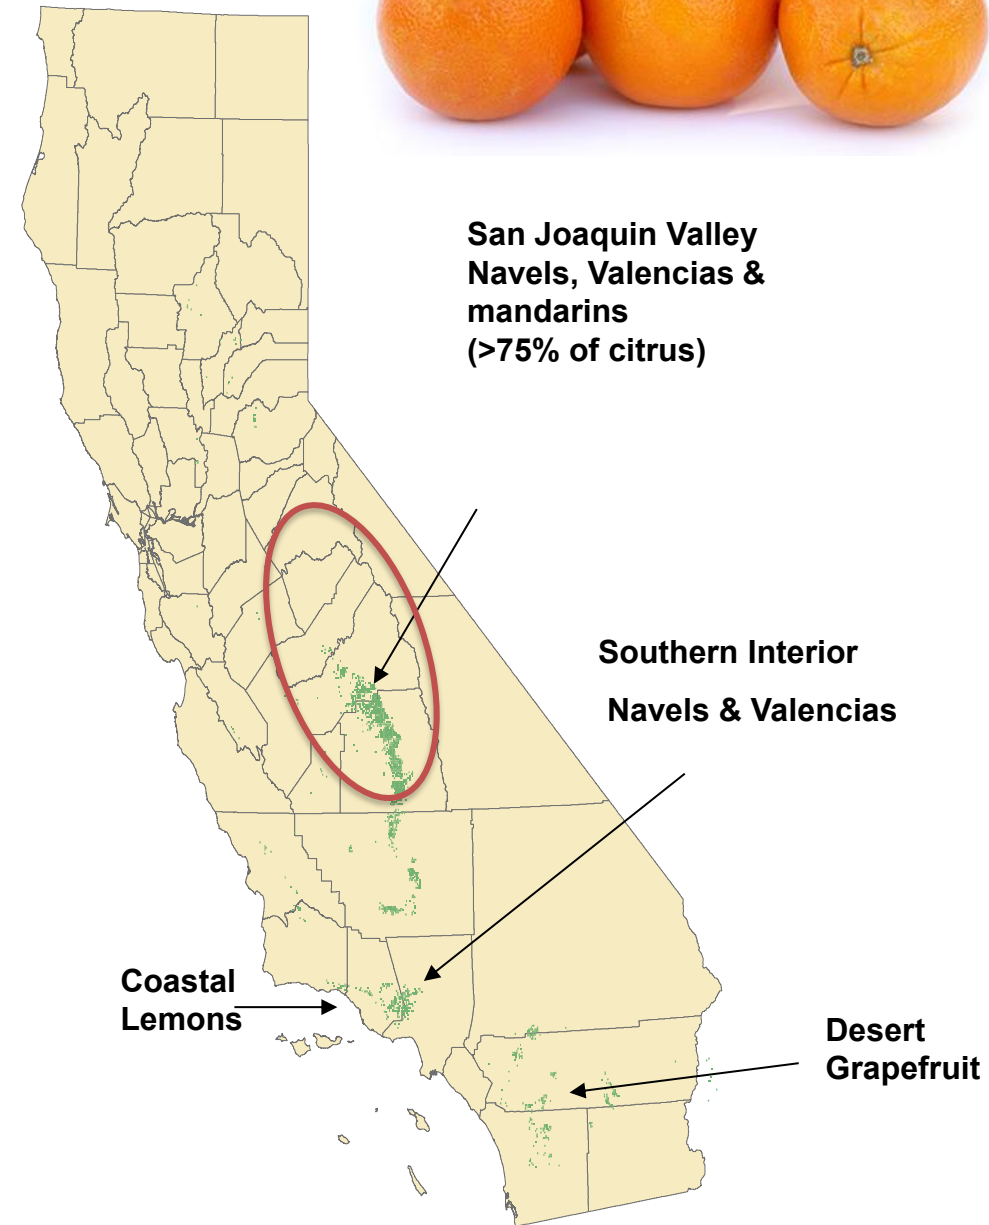 San Joaquin Valley
Navels, Valencias &
mandarins
(>75% of citrus)
Southern Interior
Navels & Valencias
Coastal
Lemons
Desert
Grapefruit